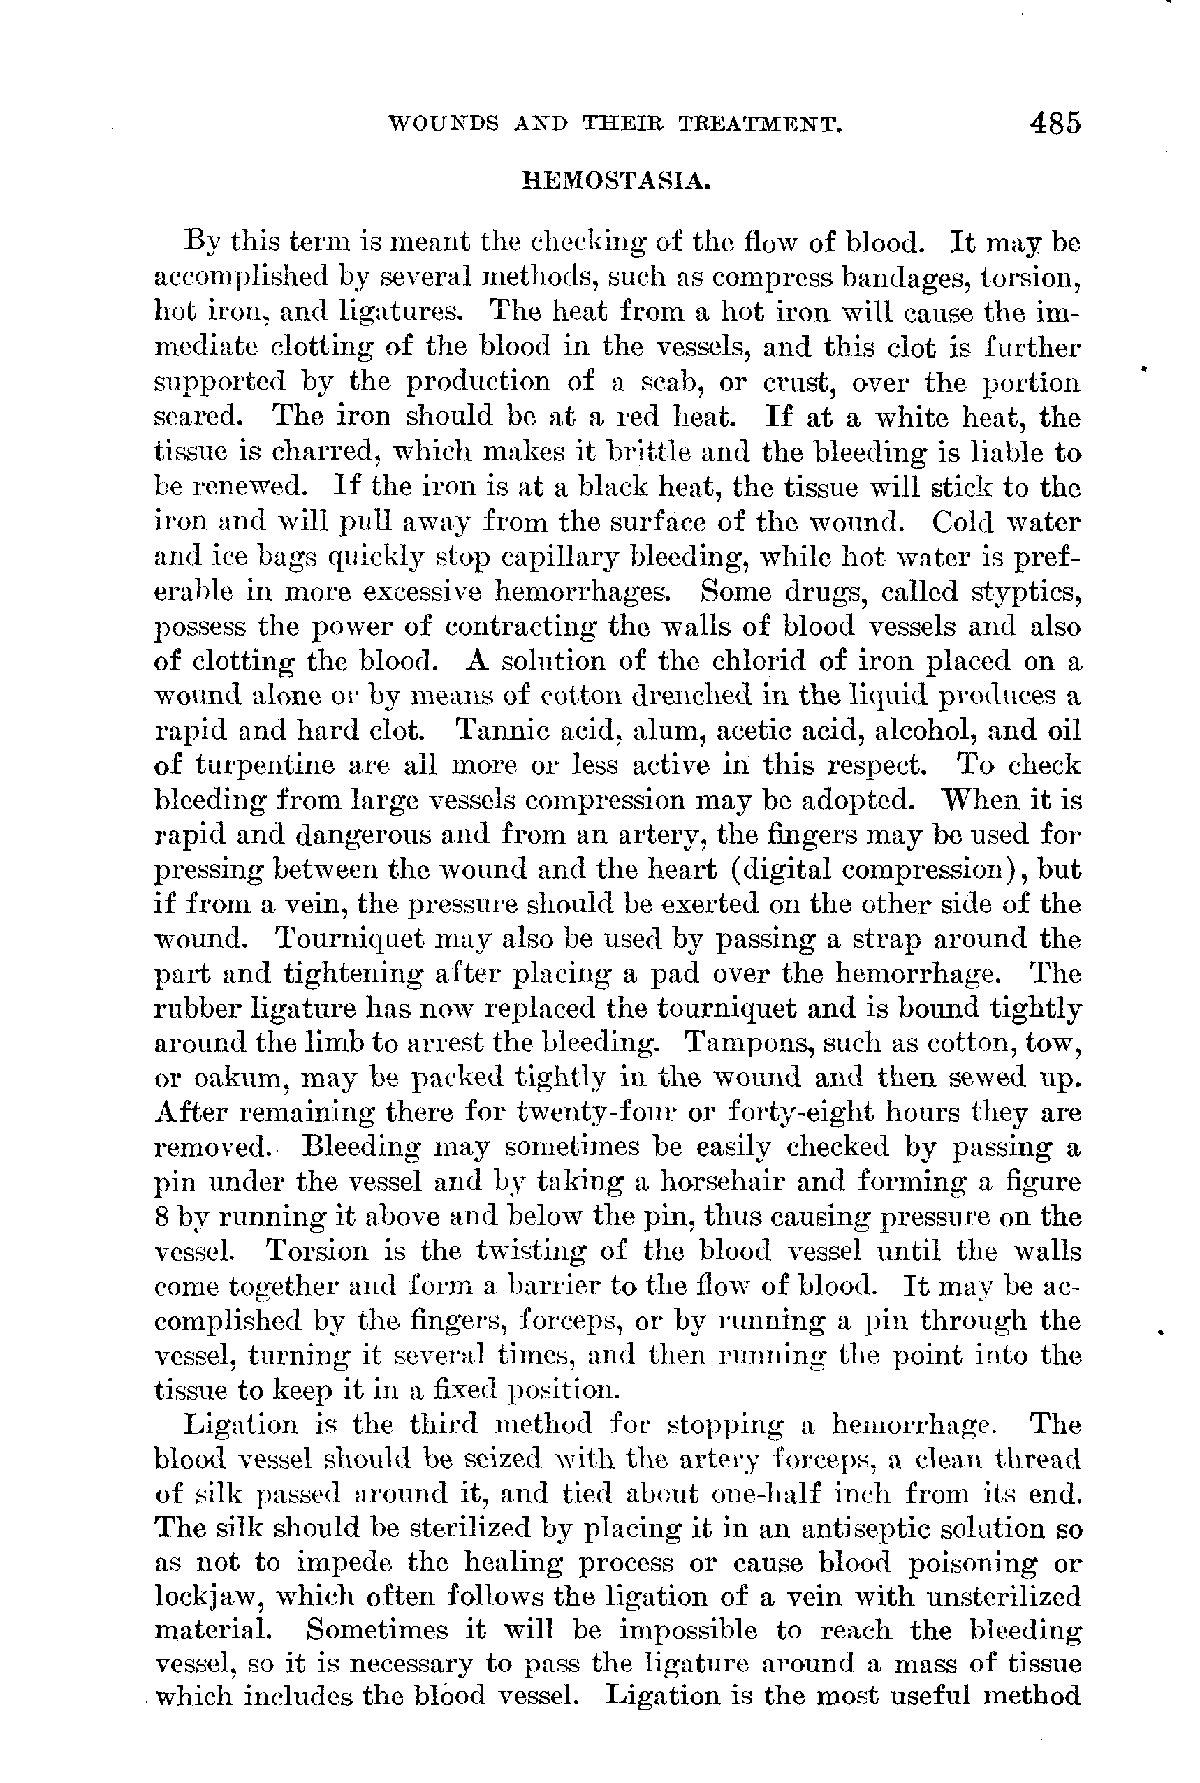 WOUNDS AND THEIR TREATMENT. 485
HEMOSTASIA.
By this term is meant the checking of the flow of blood. It may be
accomplished by several methods, such as compress bandages, torsion,
hot iron, and ligatures. The heat from a hot iron will cause the im-
mediate clotting of the blood in the vessels, and this clot is further
supported by the production of a scab, or crust, over the portion
seared. The iron should be at a red heat. If at a white heat, the
tissue is charred, which makes it brittle and the bleeding is liable to
be renewed. If the iron is at a black heat, the tissue will stick to the
iron and will pull away from the surface of the wound. Cold water
and ice bags quickly stop capillary bleeding, while hot water is pref-
erable in more excessive hemorrhages. Some drugs, called styptics,
possess the power of contracting the walls of blood vessels and also
of clotting the blood. A solution of the chlorid of iron placed on a
wound alone or by means of cotton drenched in the liquid produces a
rapid and hard clot. Tannic acid, alum, acetic acid, alcohol, and oil
of turpentine are all more or less active in this respect. To check
bleeding from large vessels compression may be adopted. When it is
rapid and dangerous and from an artery, the fingers may be used for
pressing between the wound and the heart (digital compression), but
if from a vein, the pressure should be exerted on the other side of the
wound. Tourniquet may also be used by passing a strap around the
part and tightening after placing a pad over the hemorrhage. The
rubber ligature has now replaced the tourniquet and is bound tightly
around the limb to arrest the bleeding. Tampons, such as cotton, tow,
or oakum, may be packed tightly in the wound and then sewed up.
After remaining there for twenty-four or forty-eight hours they are
removed. Bleeding may sometimes be easily checked by passing a
pin under the vessel and by taking a horsehair and forming a figure
8 by running it above and below the pin, thus causing pressure on the
vessel. Torsion is the twisting of the blood vessel until the walls
come together and form a barrier to the flow of blood. It may be ac-
complished by the fingers, forceps, or by running a pin through the
vessel, turning it several times, and then running the point into the
tissue to keep it in a fixed position.
Ligation is the third method for stopping a hemorrhage. The
blood vessel should be seized with the artery forceps, a clean thread
of silk passed around it, and tied about one-half inch from its end.
The silk should be sterilized by placing it in an antiseptic solution so
as not to impede the healing process or cause blood poisoning or
lockjaw, which often follows the ligation of a vein with unsterilized
material. Sometimes it will be impossible to reach the bleeding
vessel, so it is necessary to pass the ligature around a mass of tissue
which includes the blood vessel. Ligation is the most useful method